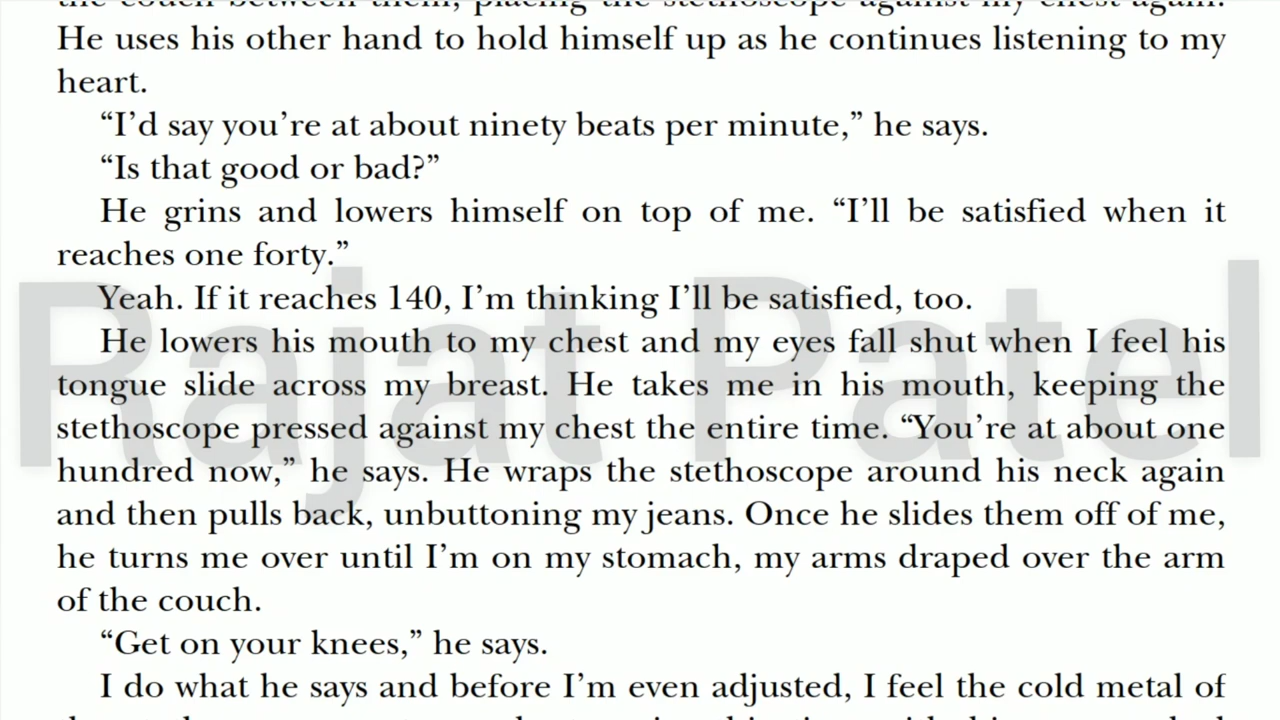 the couch between them, placing the stethoscope against my chest again.
He uses his other hand to hold himself up as he continues listening to my
heart.
“I’d say you’re at about ninety beats per minute,” he says.
“Is that good or bad?”
He grins and lowers himself on top of me. “I’ll be satisfied when it
reaches one forty.”
Yeah. If it reaches 140, I’m thinking I’ll be satisfied, too.
He lowers his mouth to my chest and my eyes fall shut when I feel his
tongue slide across my breast. He takes me in his mouth, keeping the
stethoscope pressed against my chest the entire time. “You’re at about one
hundred now,” he says. He wraps the stethoscope around his neck again
and then pulls back, unbuttoning my jeans. Once he slides them off of me,
he turns me over until I’m on my stomach, my arms draped over the arm
of the couch.
“Get on your knees,” he says.
I do what he says and before I’m even adjusted, I feel the cold metal of
Rajat Patel